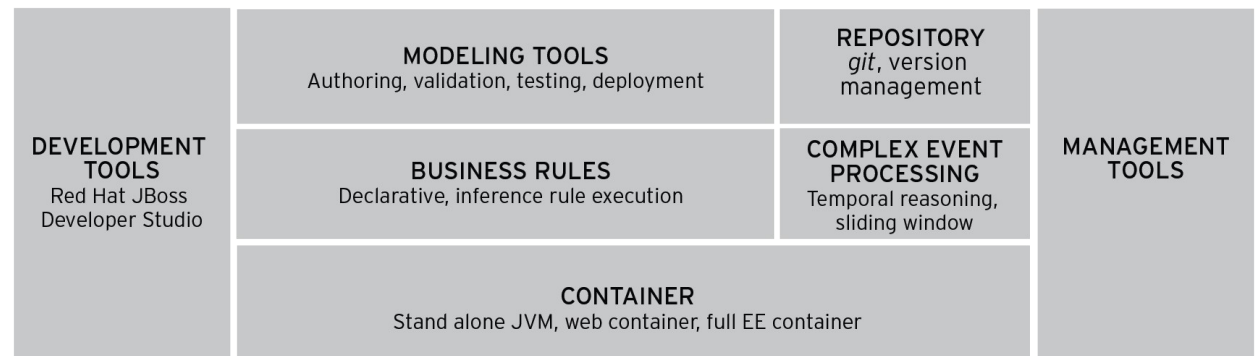 DEVELOPMENT
TOOLS
Red Hat JBoss
Developer Studio
MODELING TOOLS
Authoring, validation, testing, deployment
REPOSITORY
git, version
management
BUSINESS RULES
Declarative, inference rule execution
COMPLEX EVENT
PROCESSING
Temporal reasoning,
sliding window
CONTAINER
Stand alone JVM, web container, full EE container
MANAGEMENT
TOOLS